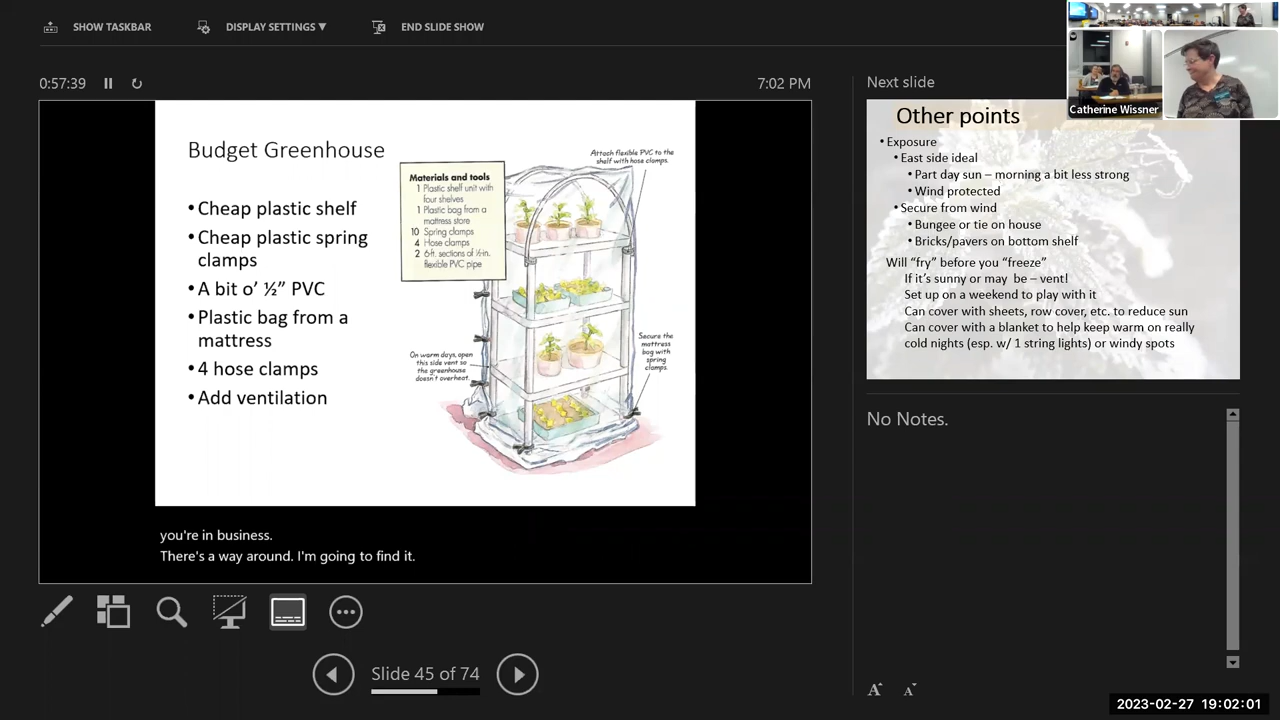 SHOW TASKBAR
DISPLAY SETTINGS ▼
END SLIDE SHOW
Catherine Wissner
0:57:39
7:02 PM
Budget Greenhouse
• Cheap plastic shelf
• Cheap plastic spring
clamps
• A bit o' ½" PVC
• Plastic bag from a
mattress
• 4 hose clamps
• Add ventilation
Materials and tools
1 Plastic shelf unit with
four shelves
1 Plastic bag from a
mattress store
10 Spring clamps
4 Hose clamps
2 6-ft. sections of ½-in.
flexible PVC pipe
Attach flexible PVC to the
shelf with hose clamps.
On warm days, open
this side vent so
the greenhouse
doesn't overheat.
Secure the
mattress
bag with
spring
clamps.
you're in business.
There's a way around. I'm going to find it.
Slide 45 of 74
Next slide
Other points
• Exposure
• East side ideal
• Part day sun – morning a bit less strong
• Wind protected
• Secure from wind
• Bungee or tie on house
• Bricks/pavers on bottom shelf
Will "fry" before you "freeze"
If it's sunny or may be – vent!
Set up on a weekend to play with it
Can cover with sheets, row cover, etc. to reduce sun
Can cover with a blanket to help keep warm on really
cold nights (esp. w/ 1 string lights) or windy spots
No Notes.
A A
2023-02-27 19:02:01